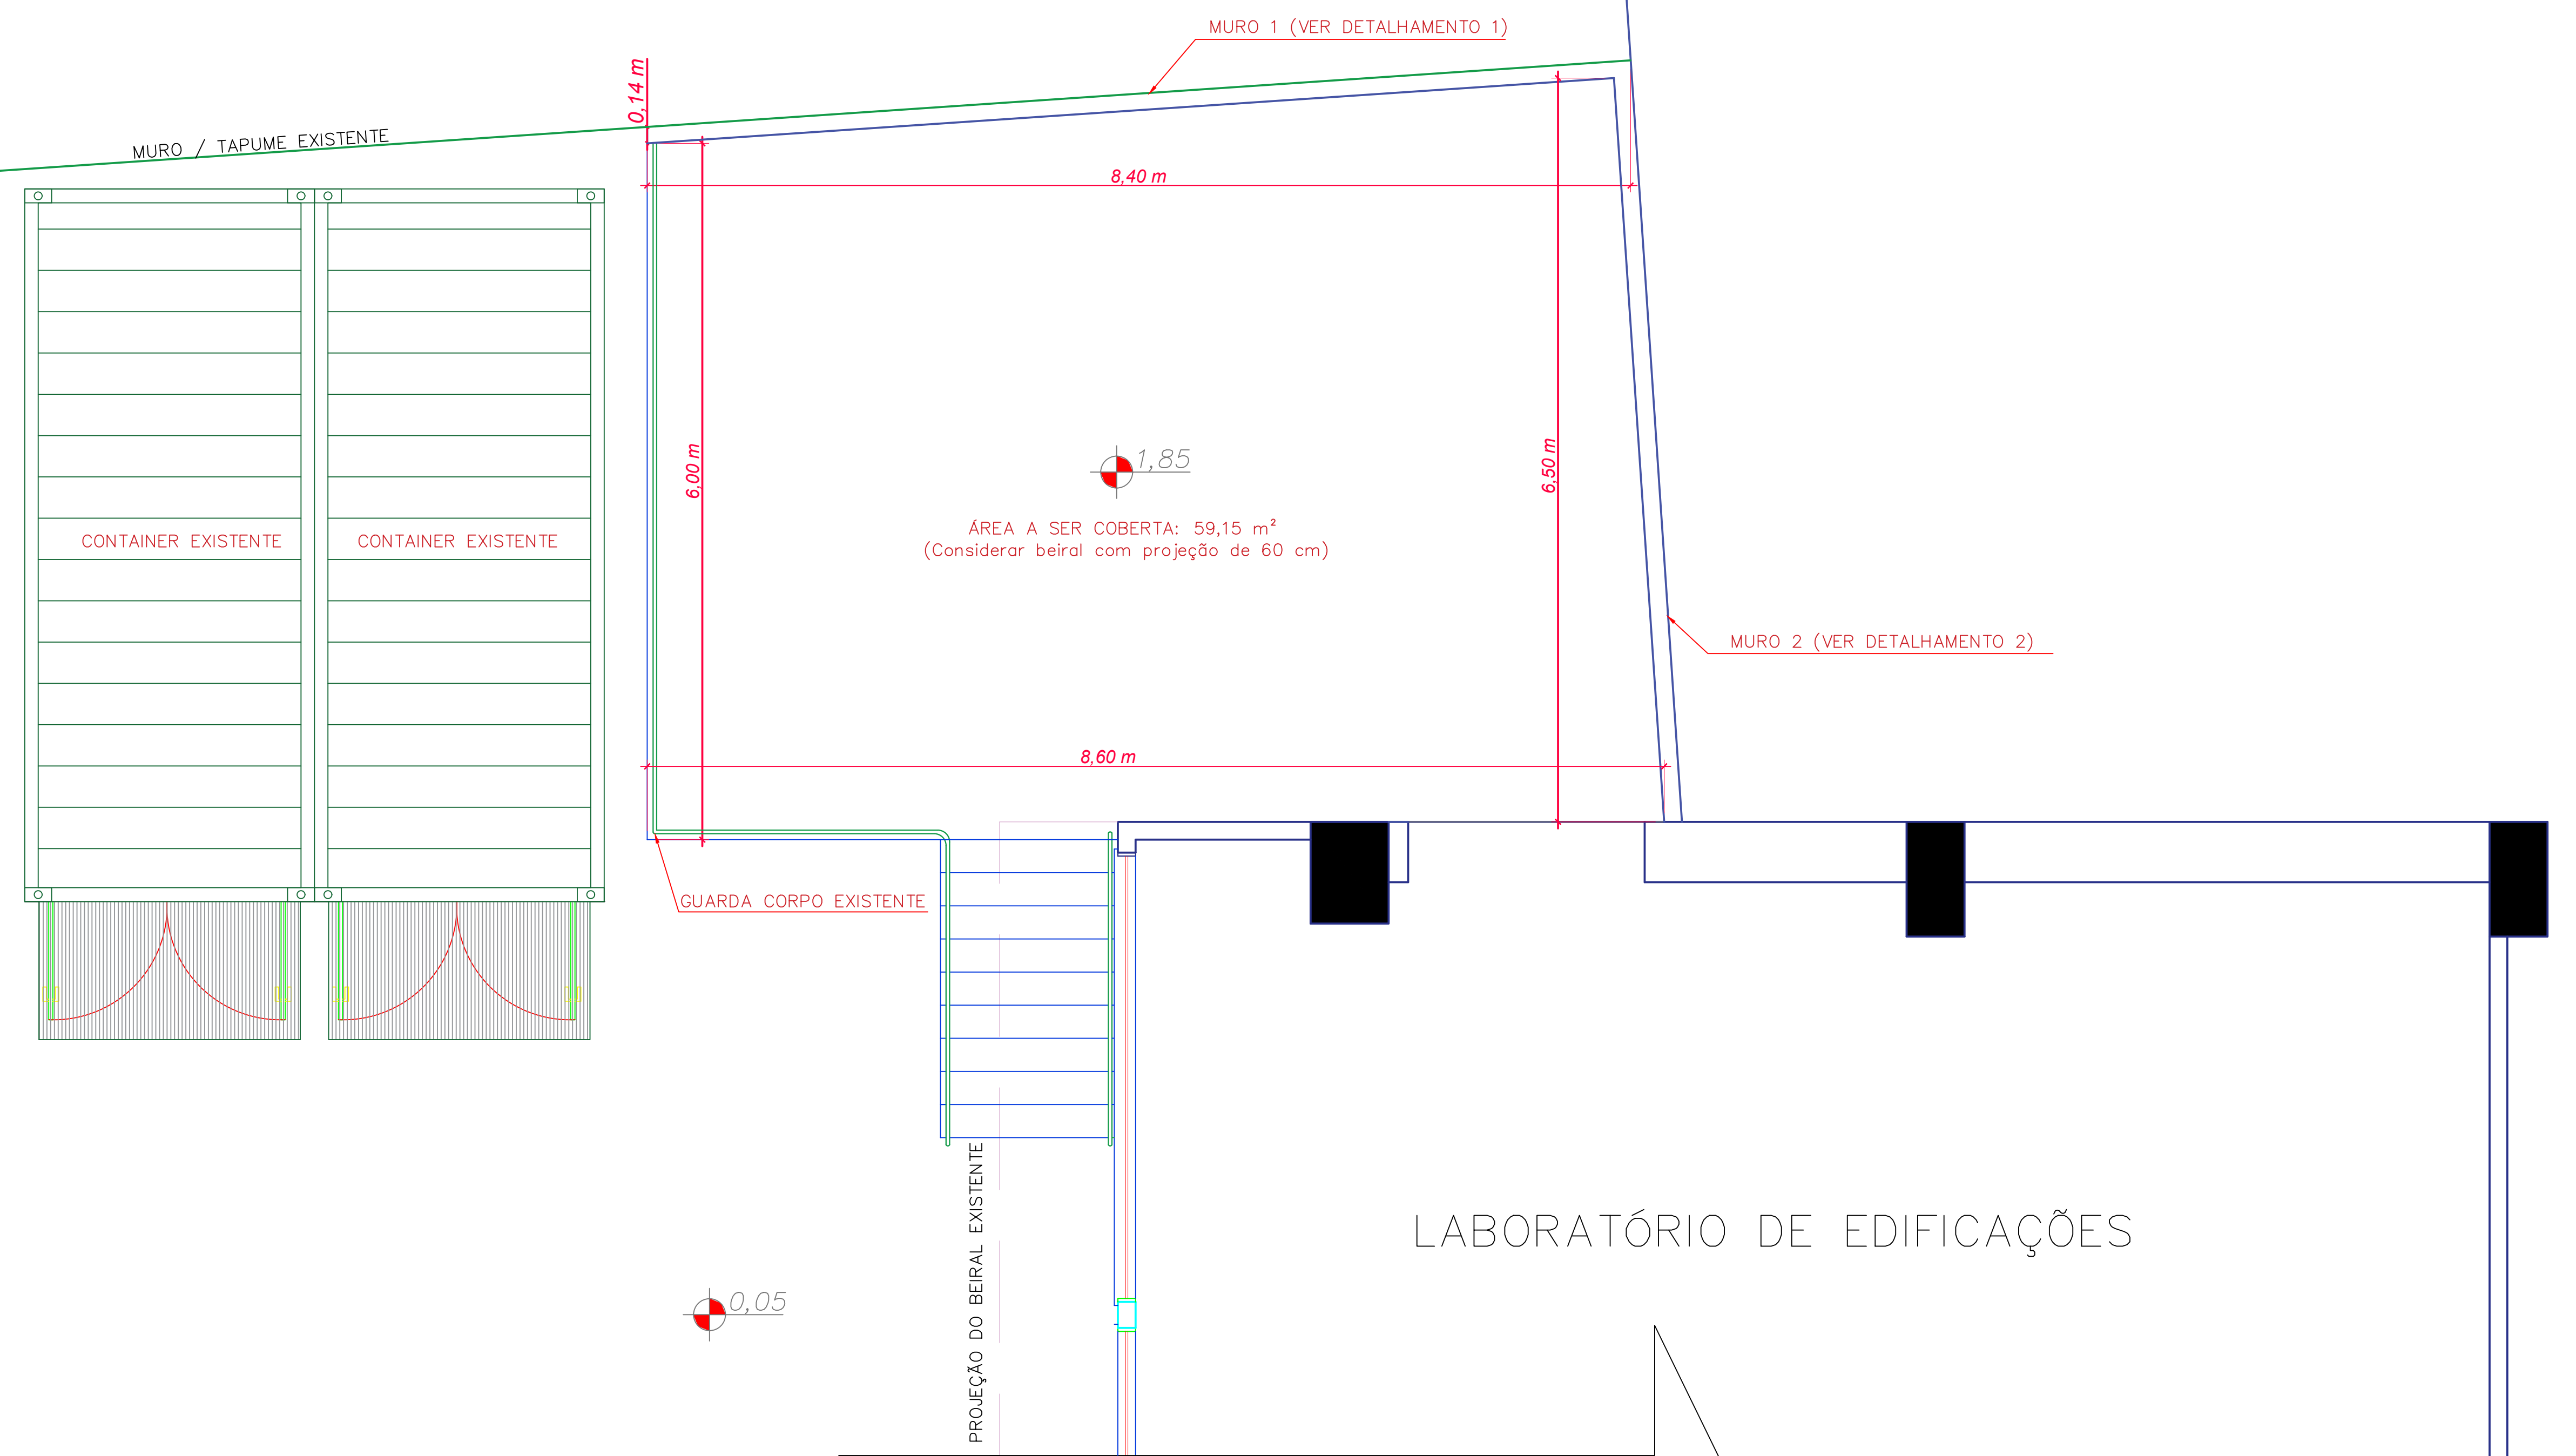 MURO 1 (VER DETALHAMENTO 1)
0,14 m
MURO / TAPUME EXISTENTE
8,40 m
6,00 m
6,50 m
1,85
ÁREA A SER COBERTA: 59,15 m²
(Considerar beiral com projeção de 60 cm)
CONTAINER EXISTENTE
CONTAINER EXISTENTE
MURO 2 (VER DETALHAMENTO 2)
8,60 m
GUARDA CORPO EXISTENTE
PROJEÇÃO DO BEIRAL EXISTENTE
LABORATÓRIO DE EDIFICAÇÕES
0,05